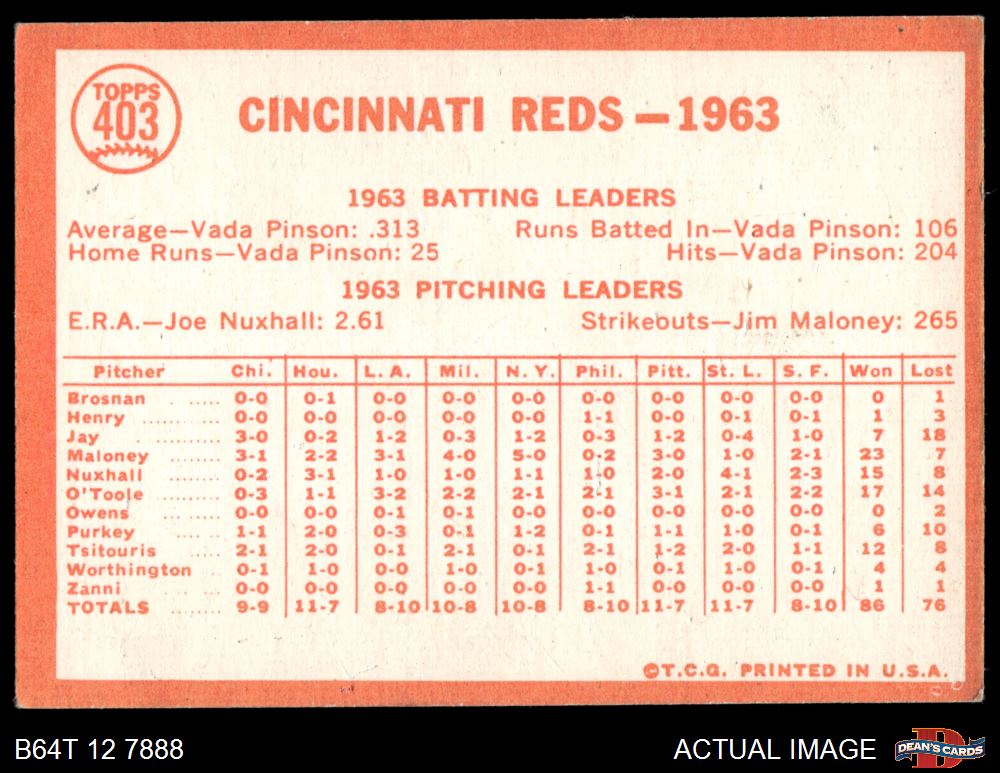 TOPPS
403
CINCINNATI REDS—1963
1963 BATTING LEADERS
Average—Vada Pinson: .313 Runs Batted In—Vada Pinson: 106
Home Runs—Vada Pinson: 25 Hits—Vada Pinson: 204
1963 PITCHING LEADERS
E.R.A.—Joe Nuxhall: 2.61 Strikeouts—Jim Maloney: 265
Pitcher Chi. Hou. L.A. Mil. N.Y. Phil. Pitt. St. L. S. F. Won Lost
Brosnan ...... 0-0 0-1 0-0 0-0 0-0 0-0 0-0 0-0 0-0 0 1
Henry .......... 0-0 0-0 0-0 0-0 0-0 1-1 0-0 0-1 0-1 1 3
Jay ......... 3-0 0-2 1-2 0-3 1-2 0-3 1-2 0-4 1-0 7 18
Maloney ........ 3-1 2-2 3-1 4-0 5-0 0-2 3-0 1-0 2-1 23 7
Nuxhall ........ 0-2 3-1 1-0 1-0 1-1 1-0 2-0 4-1 2-3 15 8
O'Toole ........ 0-3 1-1 3-2 2-2 2-1 2-1 3-1 2-1 2-2 17 14
Owens ........ 0-0 0-0 0-1 0-1 0-0 0-0 0-0 0-0 0-0 0 2
Purkey ........ 1-1 2-0 0-3 0-1 1-2 0-1 1-1 1-0 0-1 6 10
Tsitouris ..... 2-1 2-0 0-1 2-1 0-1 2-1 1-2 2-0 1-1 12 8
Worthington .. 0-1 1-0 0-0 1-0 0-1 1-0 0-1 1-0 0-1 4 4
Zanni ........ 0-0 0-0 0-0 0-0 0-0 1-1 0-0 0-0 0-0 1 1
TOTALS ........ 9-9 11-7 8-10 10-8 10-8 8-10 11-7 11-7 8-10 86 76
©T.C.G. PRINTED IN U.S.A.
B64T 12 7888 ACTUAL IMAGE DEAN'S CARDS